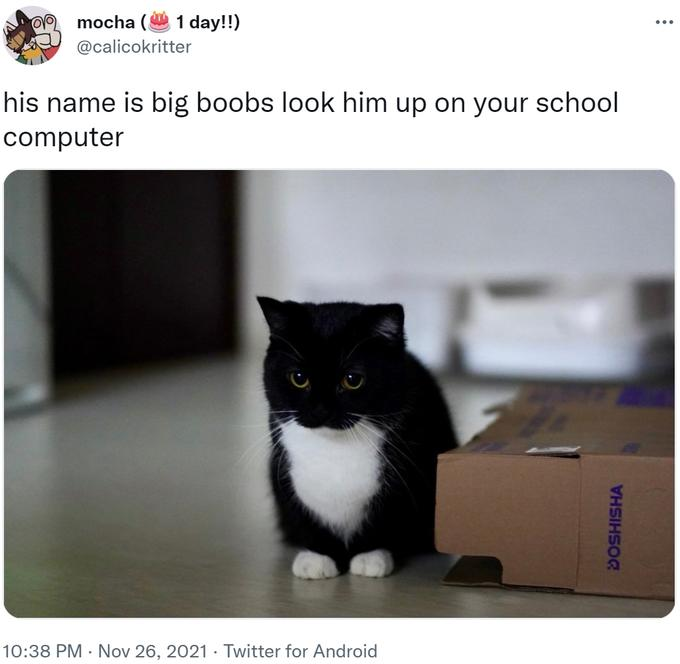 mocha (🎂 1 day!!)
@calicokritter
his name is big boobs look him up on your school
computer
DOSHISHA
10:38 PM · Nov 26, 2021 · Twitter for Android